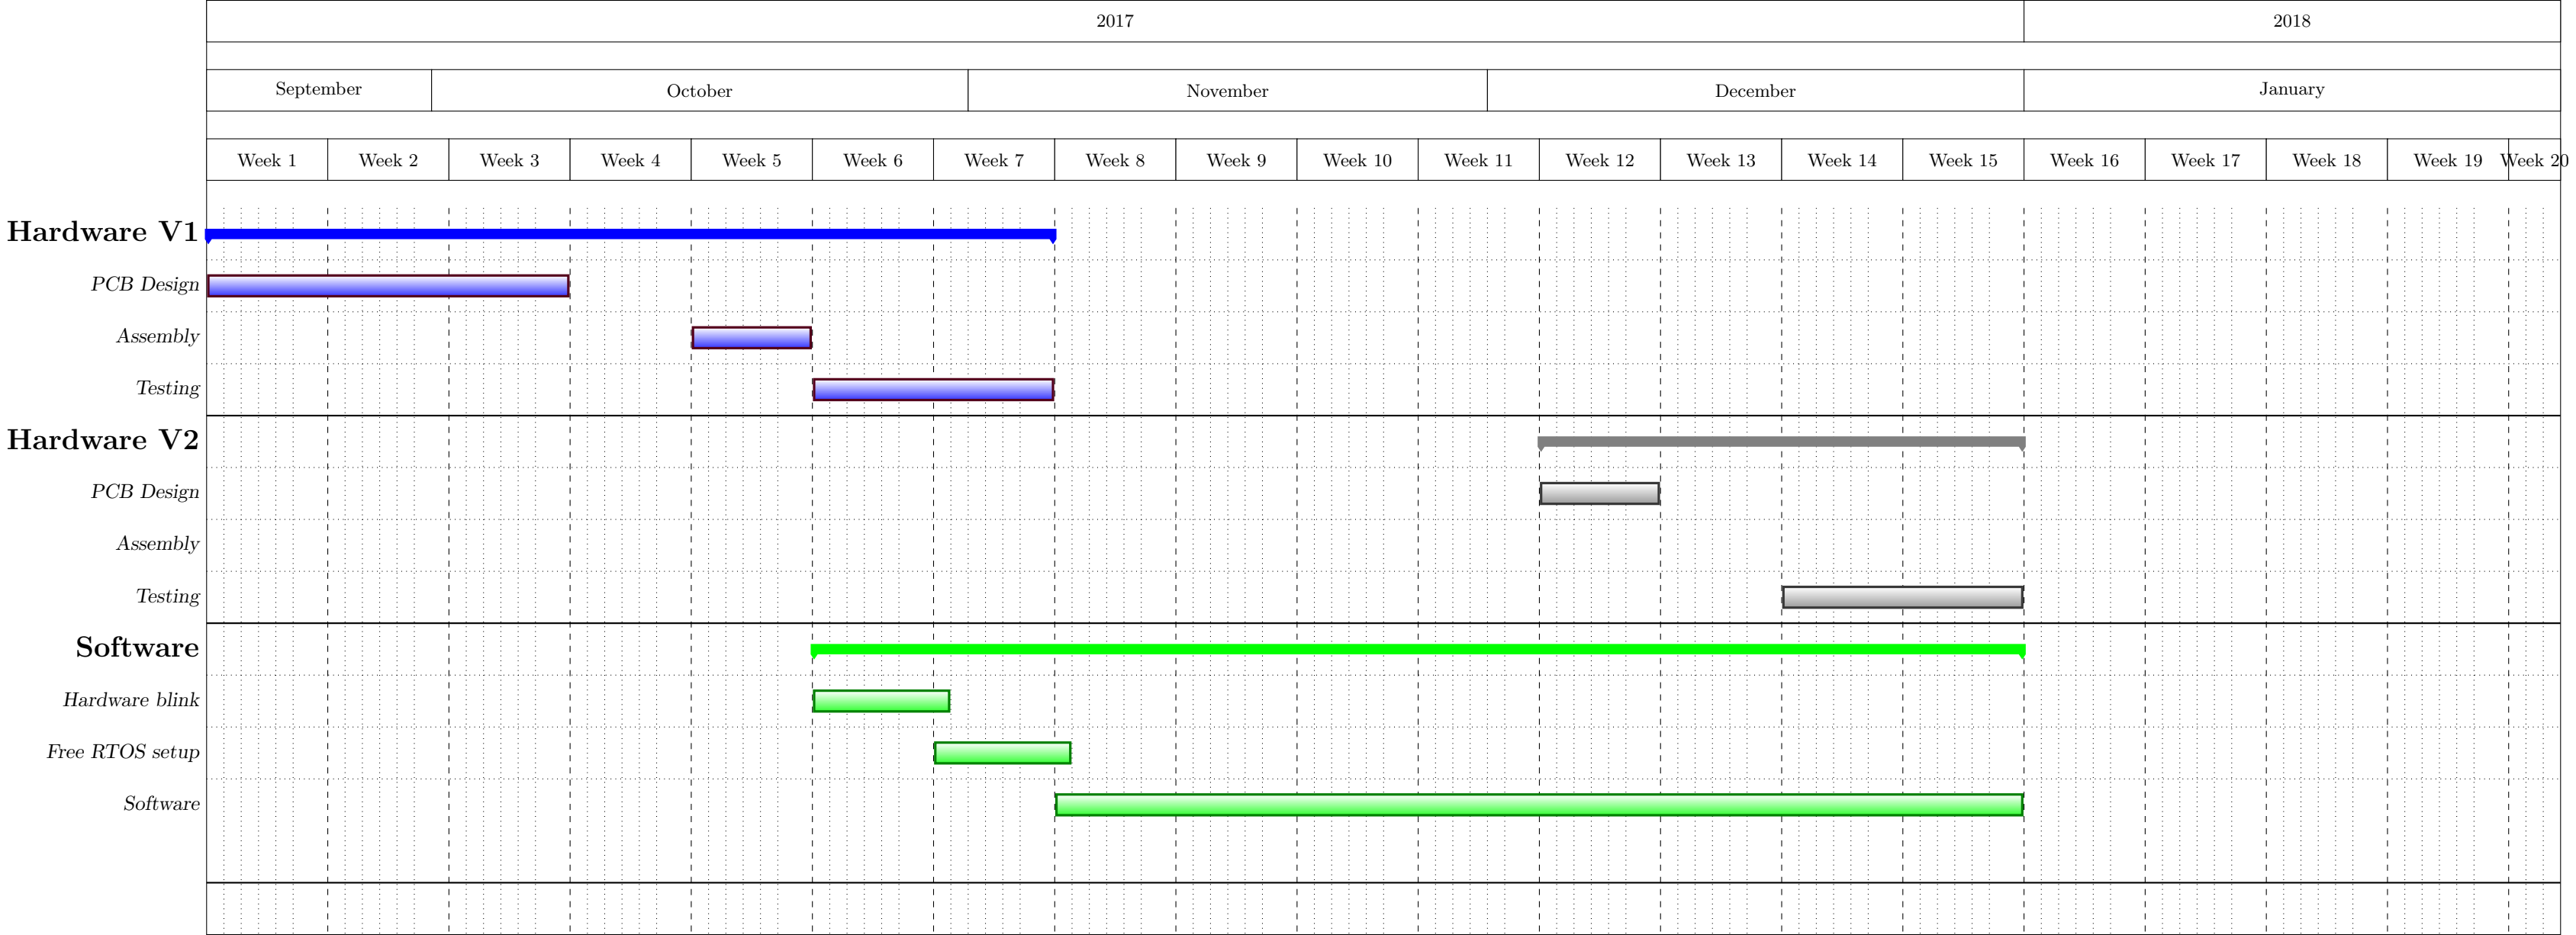 2017 2018
September October November December January
Week 1 Week 2 Week 3 Week 4 Week 5 Week 6 Week 7 Week 8 Week 9 Week 10 Week 11 Week 12 Week 13 Week 14 Week 15 Week 16 Week 17 Week 18 Week 19 Week 20
Hardware V1
PCB Design
Assembly
Testing
Hardware V2
PCB Design
Assembly
Testing
Software
Hardware blink
Free RTOS setup
Software